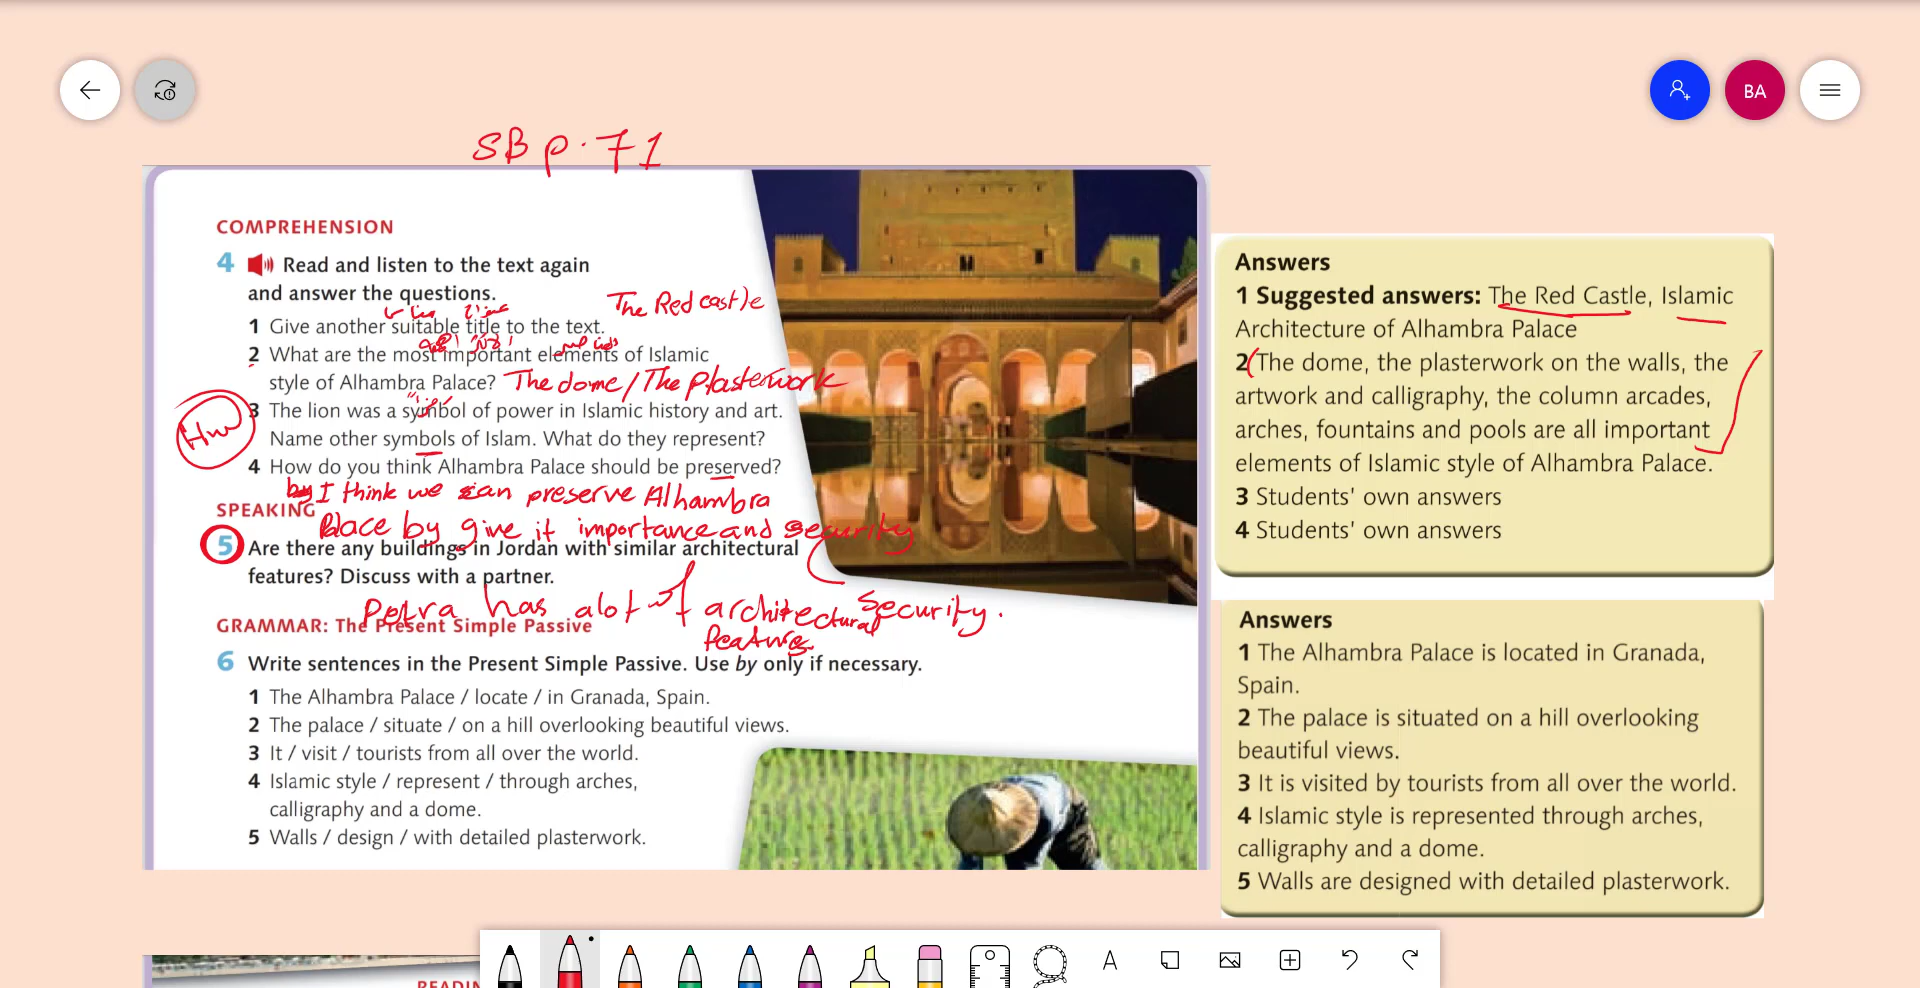 BA
SB p. 71
COMPREHENSION
4 Read and listen to the text again
and answer the questions.
The Red castle
مناسب عنوان
1 Give another suitable title to the text.
2 What are the most important elements of Islamic
style of Alhambra Palace? The dome / The plasterwork
3 The lion was a symbol of power in Islamic history and art.
Hw
Name other symbols of Islam. What do they represent?
4 How do you think Alhambra Palace should be preserved?
by I think we can preserve Alhambra
SPEAKING
Place by give it importance and security
5 Are there any buildings in Jordan with similar architectural
features? Discuss with a partner.
Petra has alot of architectural security.
features.
GRAMMAR: The Present Simple Passive
6 Write sentences in the Present Simple Passive. Use by only if necessary.
1 The Alhambra Palace / locate / in Granada, Spain.
2 The palace / situate / on a hill overlooking beautiful views.
3 It / visit / tourists from all over the world.
4 Islamic style / represent / through arches,
calligraphy and a dome.
5 Walls / design / with detailed plasterwork.
Answers
1 Suggested answers: The Red Castle, Islamic
Architecture of Alhambra Palace
2 The dome, the plasterwork on the walls, the
artwork and calligraphy, the column arcades,
arches, fountains and pools are all important
elements of Islamic style of Alhambra Palace.
3 Students' own answers
4 Students' own answers
Answers
1 The Alhambra Palace is located in Granada,
Spain.
2 The palace is situated on a hill overlooking
beautiful views.
3 It is visited by tourists from all over the world.
4 Islamic style is represented through arches,
calligraphy and a dome.
5 Walls are designed with detailed plasterwork.
A